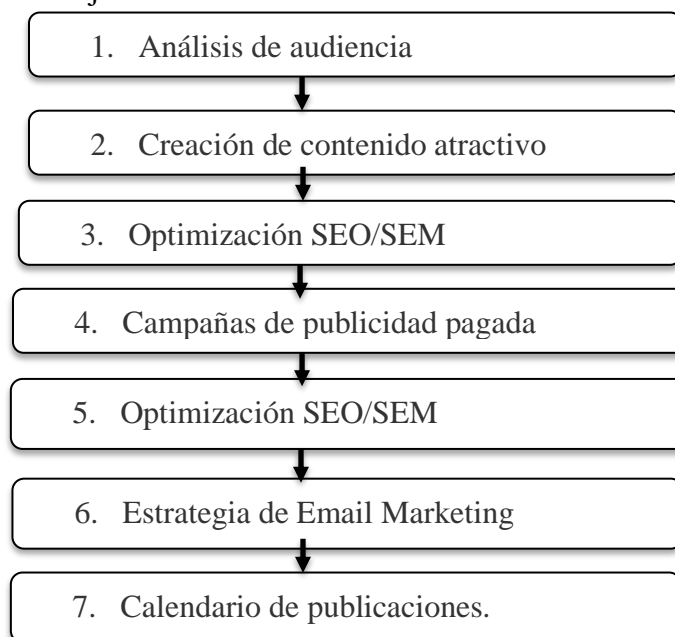 1. Análisis de audiencia
2. Creación de contenido atractivo
3. Optimización SEO/SEM
4. Campañas de publicidad pagada
5. Optimización SEO/SEM
6. Estrategia de Email Marketing
7. Calendario de publicaciones.